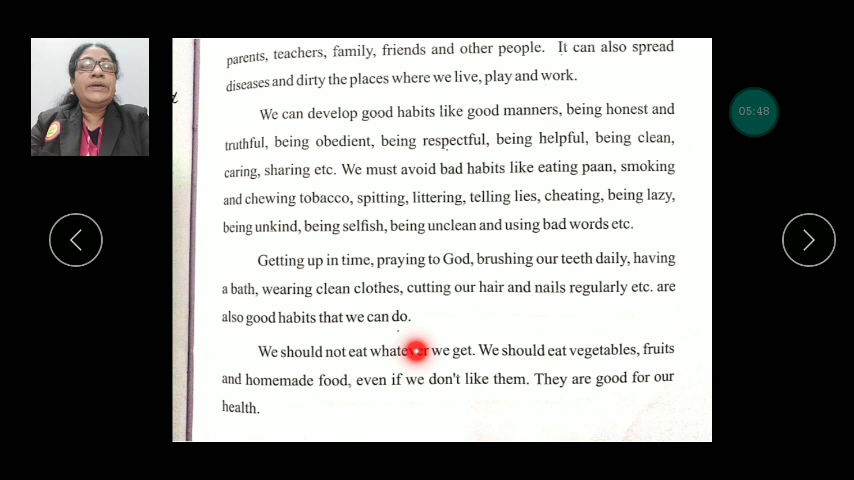 parents, teachers, family, friends and other people. It can also spread
diseases and dirty the places where we live, play and work.
We can develop good habits like good manners, being honest and
truthful, being obedient, being respectful, being helpful, being clean,
caring, sharing etc. We must avoid bad habits like eating paan, smoking
and chewing tobacco, spitting, littering, telling lies, cheating, being lazy,
being unkind, being selfish, being unclean and using bad words etc.
Getting up in time, praying to God, brushing our teeth daily, having
a bath, wearing clean clothes, cutting our hair and nails regularly etc. are
also good habits that we can do.
We should not eat whatever we get. We should eat vegetables, fruits
and homemade food, even if we don't like them. They are good for our
health.
05:48